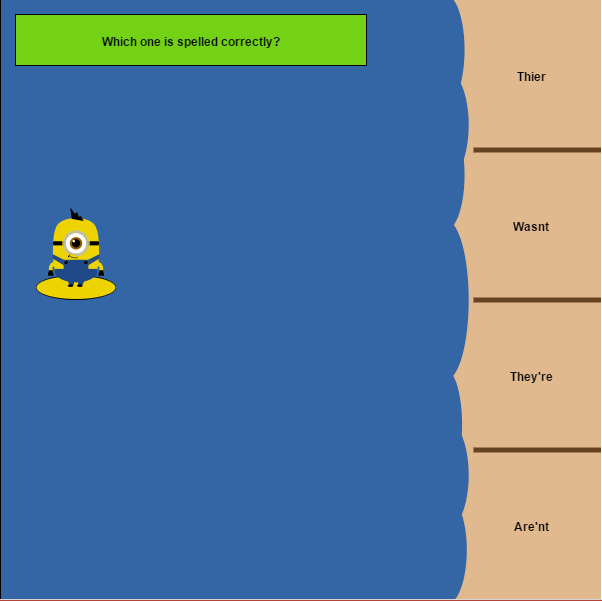 Which one is spelled correctly?
Thier
Wasnt
They're
Are'nt